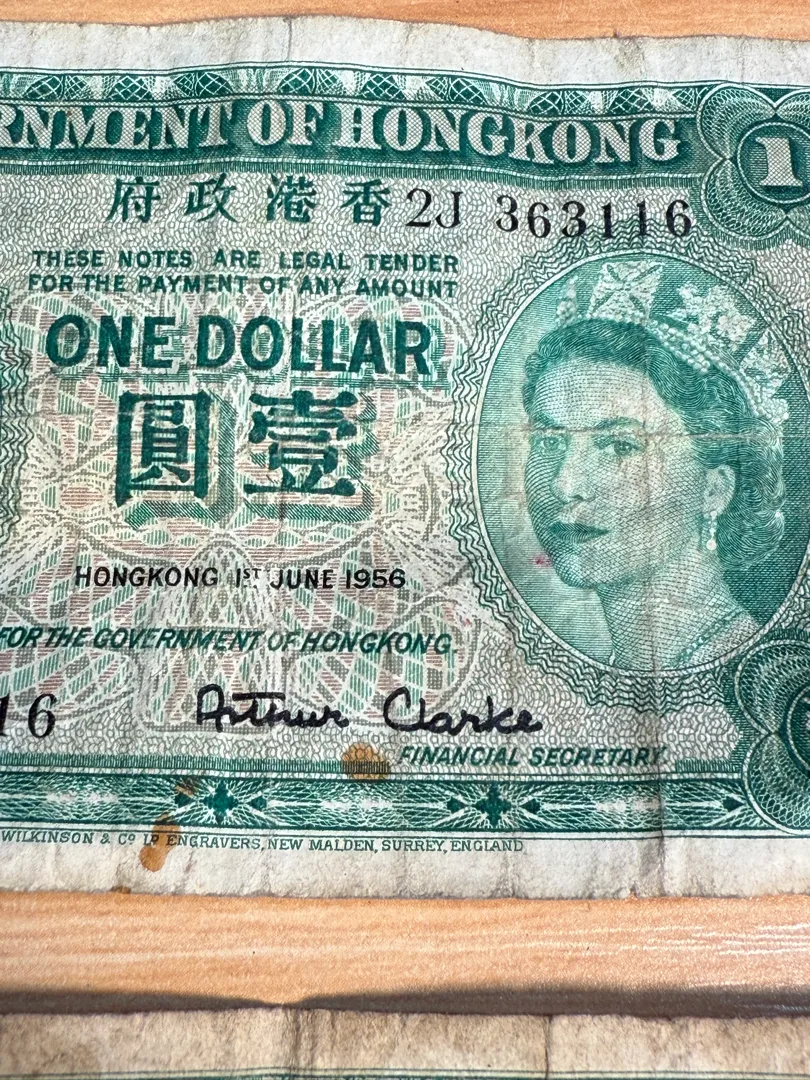 RNMENT OF HONGKONG
1
府政港香 2J 363116
THESE NOTES ARE LEGAL TENDER
FOR THE PAYMENT OF ANY AMOUNT
ONE DOLLAR
圓壹
HONGKONG 1ST JUNE 1956
FOR THE GOVERNMENT OF HONGKONG.
16
Arthur Clarke
FINANCIAL SECRETARY.
WILKINSON & Co LD ENGRAVERS, NEW MALDEN, SURREY, ENGLAND